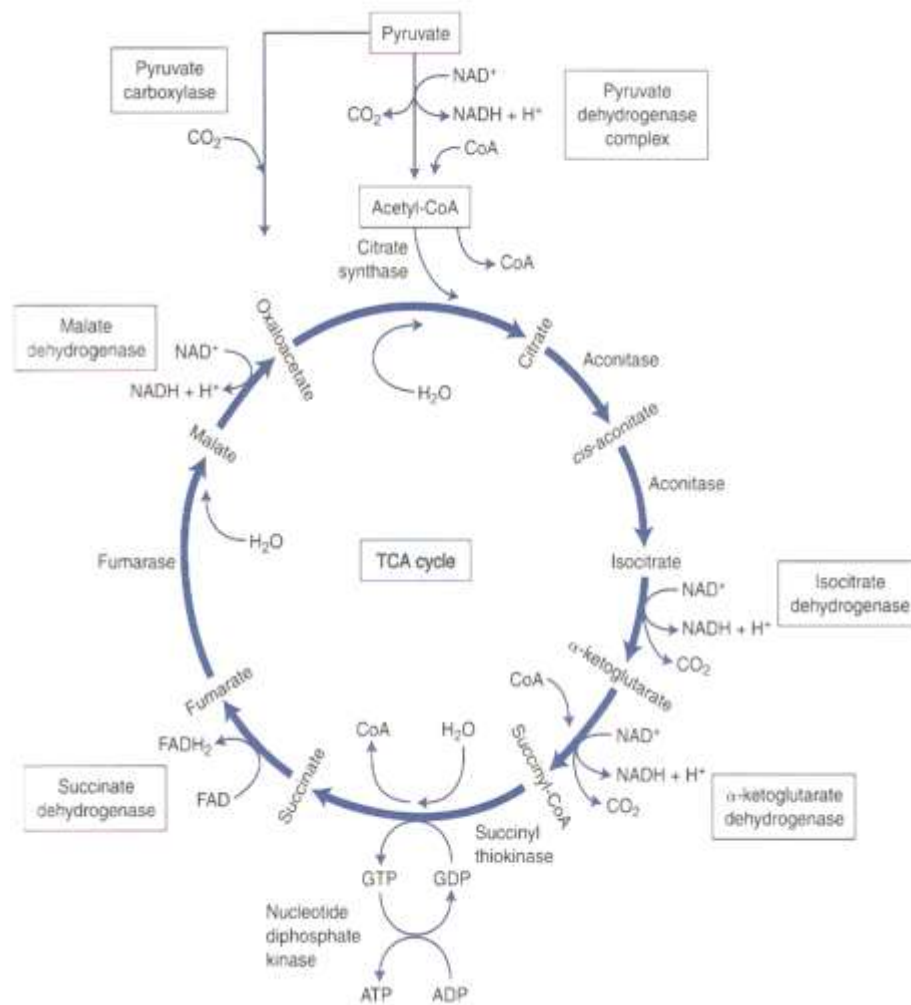 Pyruvate
Pyruvate
carboxylase
CO₂
NAD⁺
CO₂
NADH + H⁺
CoA
Pyruvate
dehydrogenase
complex
Acetyl-CoA
Citrate
synthase
CoA
Malate
dehydrogenase
NAD⁺
NADH + H⁺
Oxaloacetate
H₂O
Citrate
Aconitase
cis-aconitate
Aconitase
Malate
H₂O
Fumarase
TCA cycle
Isocitrate
NAD⁺
NADH + H⁺
CO₂
Isocitrate
dehydrogenase
α-ketoglutarate
CoA
NAD⁺
NADH + H⁺
CO₂
α-ketoglutarate
dehydrogenase
Fumarate
FADH₂
FAD
Succinate
dehydrogenase
Succinate
CoA
H₂O
Succinyl-CoA
Succinyl
thiokinase
GTP
GDP
Nucleotide
diphosphate
kinase
ATP
ADP